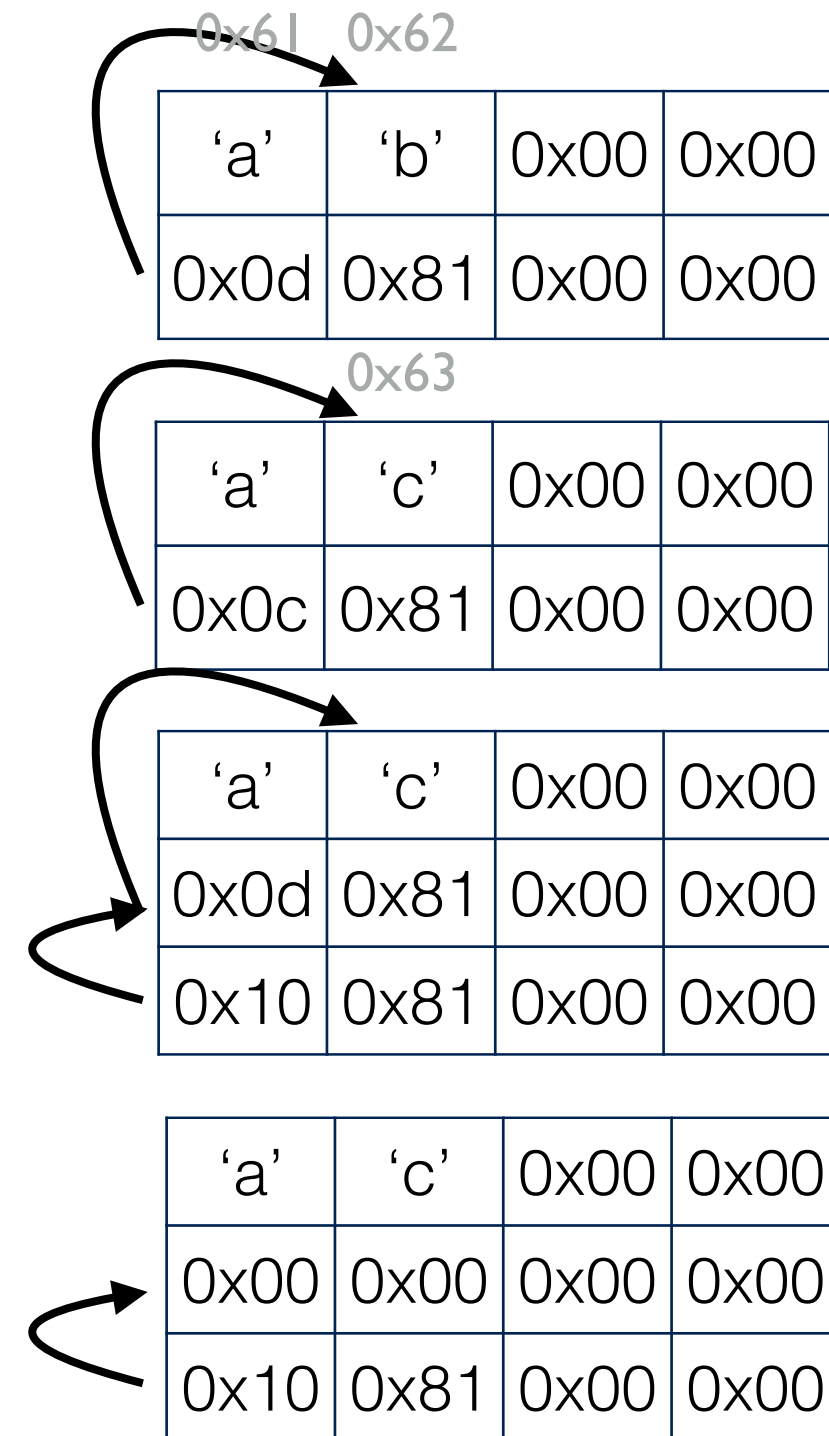 0x61 0x62
‘a’ ‘b’ 0x00 0x00
0x0d 0x81 0x00 0x00
0x63
‘a’ ‘c’ 0x00 0x00
0x0c 0x81 0x00 0x00
‘a’ ‘c’ 0x00 0x00
0x0d 0x81 0x00 0x00
0x10 0x81 0x00 0x00
‘a’ ‘c’ 0x00 0x00
0x00 0x00 0x00 0x00
0x10 0x81 0x00 0x00